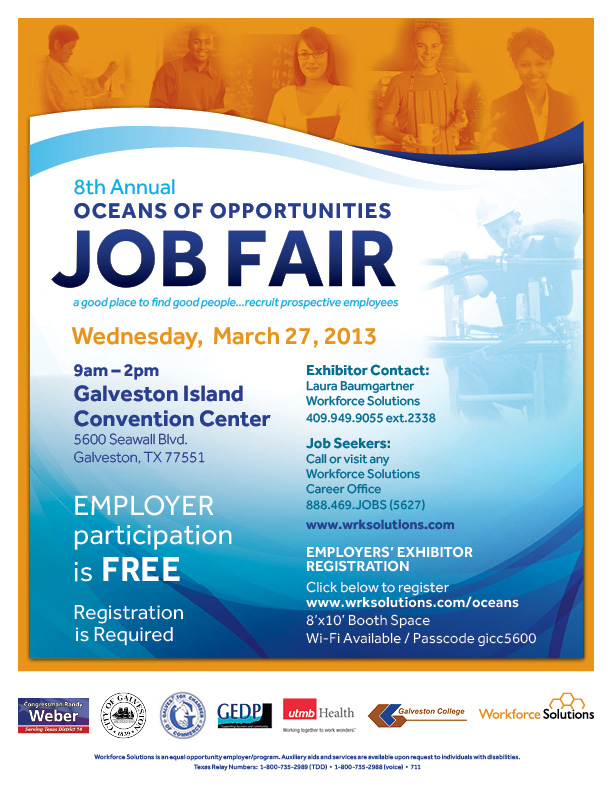 8th Annual
OCEANS OF OPPORTUNITIES
JOB FAIR
a good place to find good people...recruit prospective employees
Wednesday, March 27, 2013
9am – 2pm
Galveston Island
Convention Center
5600 Seawall Blvd.
Galveston, TX 77551
EMPLOYER
participation
is FREE
Registration
is Required
Exhibitor Contact:
Laura Baumgartner
Workforce Solutions
409.949.9055 ext.2338
Job Seekers:
Call or visit any
Workforce Solutions
Career Office
888.469.JOBS (5627)
www.wrksolutions.com
EMPLOYERS' EXHIBITOR
REGISTRATION
Click below to register
www.wrksolutions.com/oceans
8'x10' Booth Space
Wi-Fi Available / Passcode gicc5600
Congressman Randy
Weber
Serving Texas District 14
CITY OF GALVESTON
1839
GALVESTON CHAMBER
COMMERCE
GEDP
utmb Health
Working together to work wonders.
Galveston College
Workforce Solutions
Workforce Solutions is an equal opportunity employer/program. Auxiliary aids and services are available upon request to individuals with disabilities.
Texas Relay Numbers: 1-800-735-2989 (TDD) • 1-800-735-2988 (voice) • 711